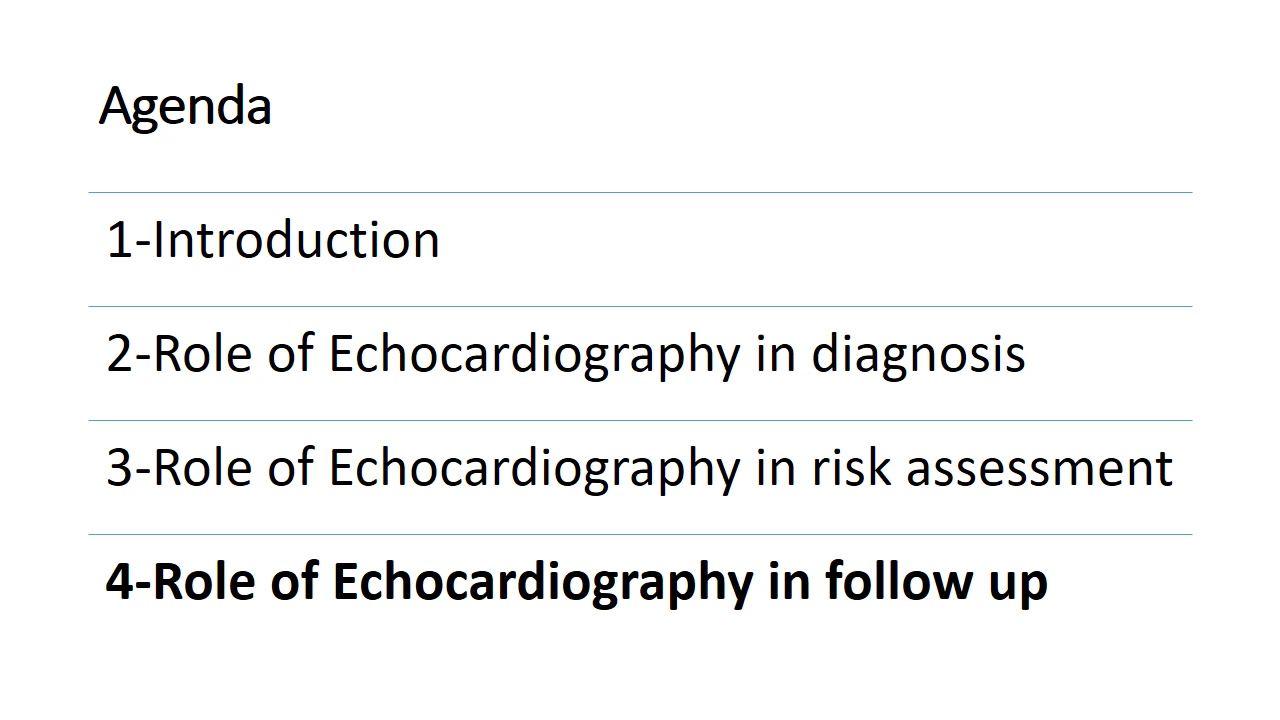 Agenda
1-Introduction
2-Role of Echocardiography in diagnosis
3-Role of Echocardiography in risk assessment
4-Role of Echocardiography in follow up